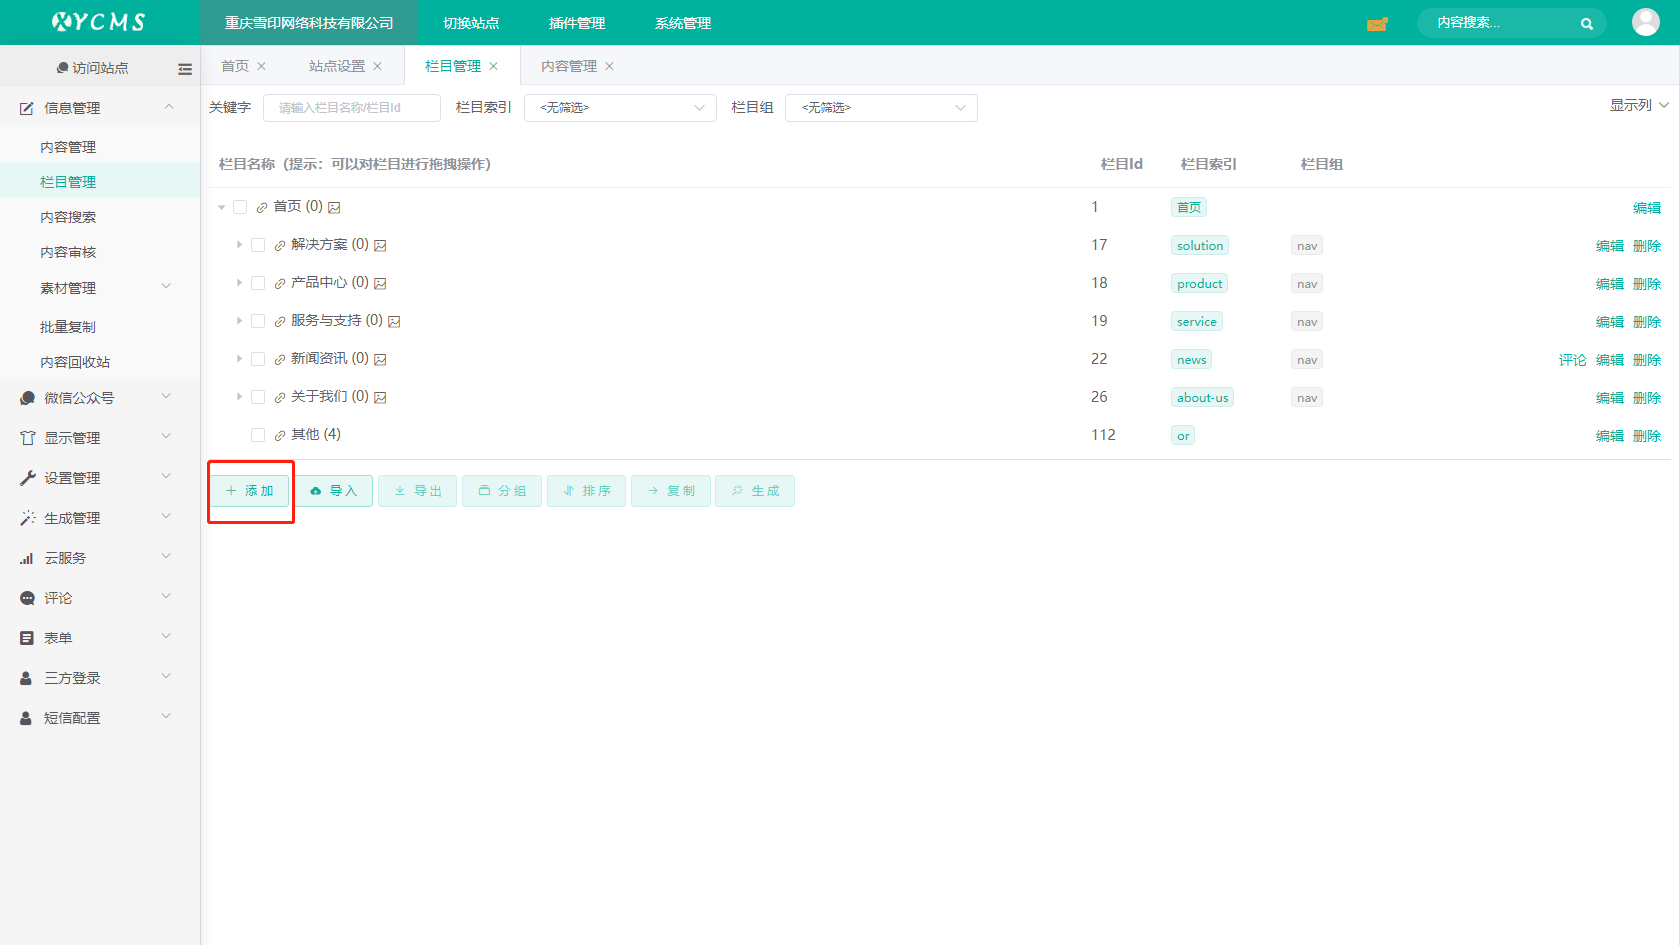 XYCMS 重庆雪印网络科技有限公司 切换站点 插件管理 系统管理 内容搜索...
访问站点
首页 站点设置 栏目管理 内容管理
信息管理
内容管理
栏目管理
内容搜索
内容审核
素材管理
批量复制
内容回收站
微信公众号
显示管理
设置管理
生成管理
云服务
评论
表单
三方登录
短信配置
关键字 请输入栏目名称/栏目Id 栏目索引 <无筛选> 栏目组 <无筛选> 显示列
栏目名称（提示：可以对栏目进行拖拽操作） 栏目Id 栏目索引 栏目组
首页 (0) 1 首页 编辑
解决方案 (0) 17 solution nav 编辑 删除
产品中心 (0) 18 product nav 编辑 删除
服务与支持 (0) 19 service nav 编辑 删除
新闻资讯 (0) 22 news nav 评论 编辑 删除
关于我们 (0) 26 about-us nav 编辑 删除
其他 (4) 112 or 编辑 删除
添加 导入 导出 分组 排序 复制 生成